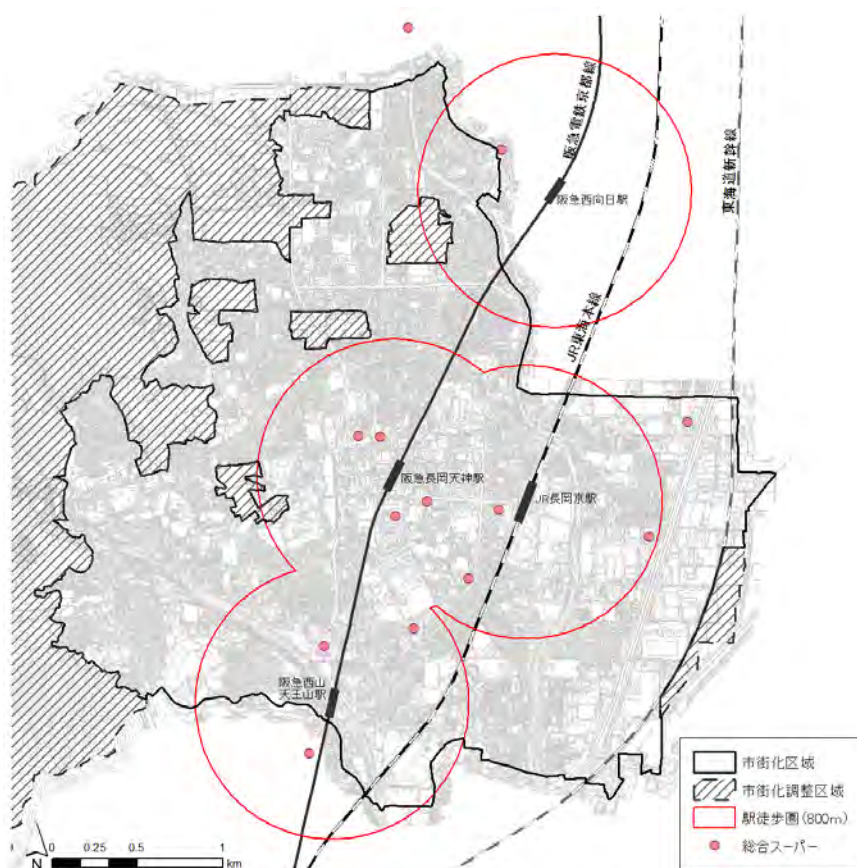 阪急電鉄京都線
東海道新幹線
阪急西向日駅
JR東海道本線
阪急長岡天神駅
JR長岡京駅
阪急西山
天王山駅
市街化区域
市街化調整区域
駅徒歩圏(800m)
総合スーパー
N
0 0.25 0.5 1
km